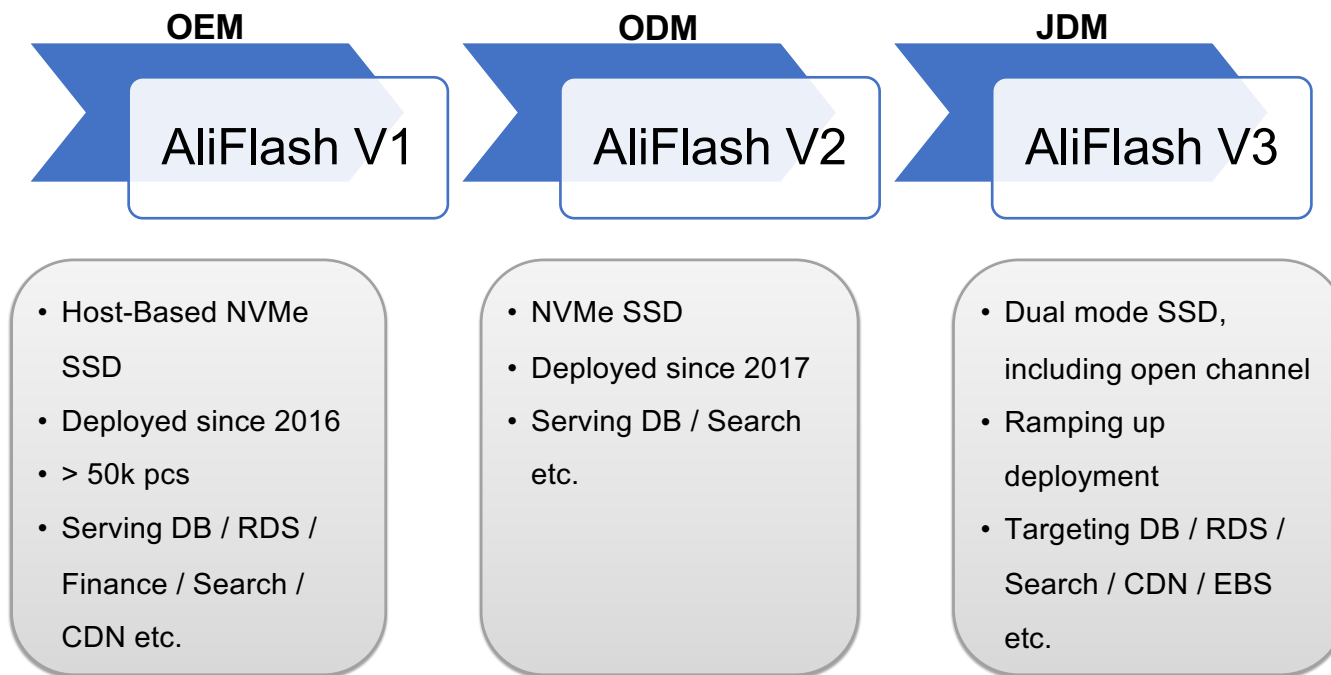 OEM
AliFlash V1
• Host-Based NVMe
SSD
• Deployed since 2016
• > 50k pcs
• Serving DB / RDS /
Finance / Search /
CDN etc.
ODM
AliFlash V2
• NVMe SSD
• Deployed since 2017
• Serving DB / Search
etc.
JDM
AliFlash V3
• Dual mode SSD,
including open channel
• Ramping up
deployment
• Targeting DB / RDS /
Search / CDN / EBS
etc.